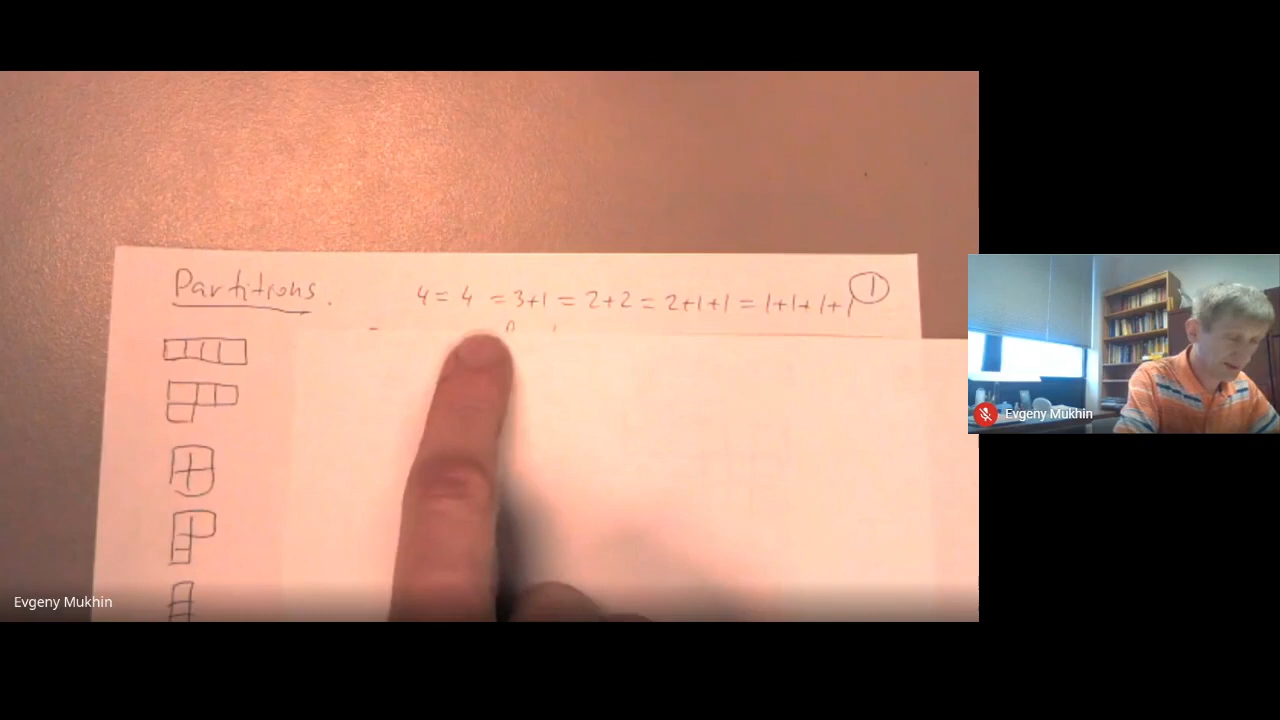 Partitions.
4 = 4 = 3+1 = 2+2 = 2+1+1 = 1+1+1+1
1
Evgeny Mukhin
Evgeny Mukhin